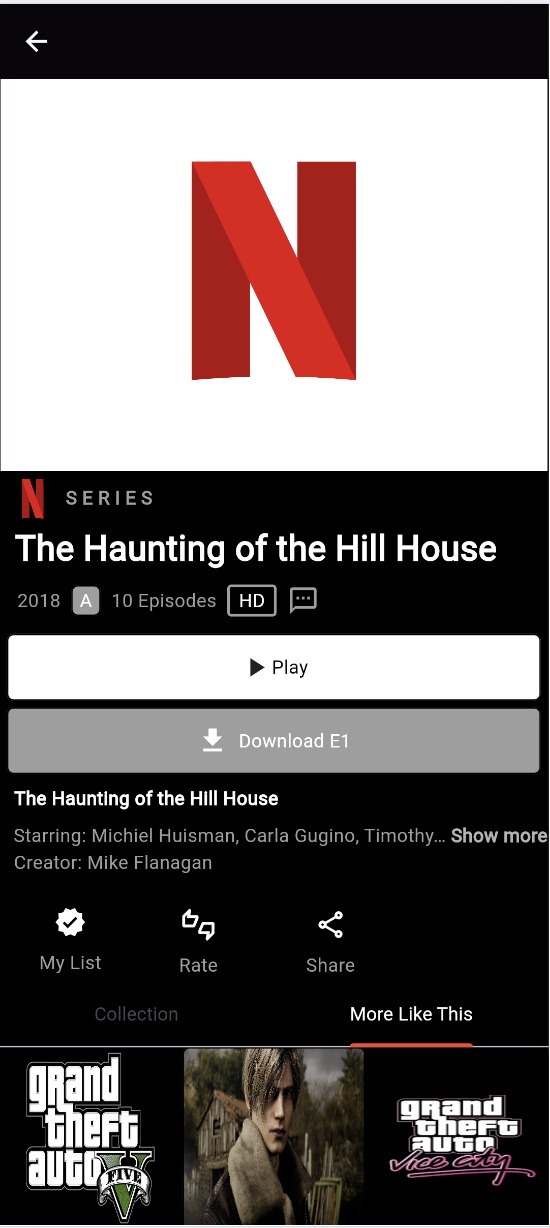 N
N SERIES
The Haunting of the Hill House
2018 A 10 Episodes HD
Play
Download E1
The Haunting of the Hill House
Starring: Michiel Huisman, Carla Gugino, Timothy... Show more
Creator: Mike Flanagan
My List Rate Share
Collection More Like This
grand
theft
auto
FIVE
grand
theft
auto
vice city